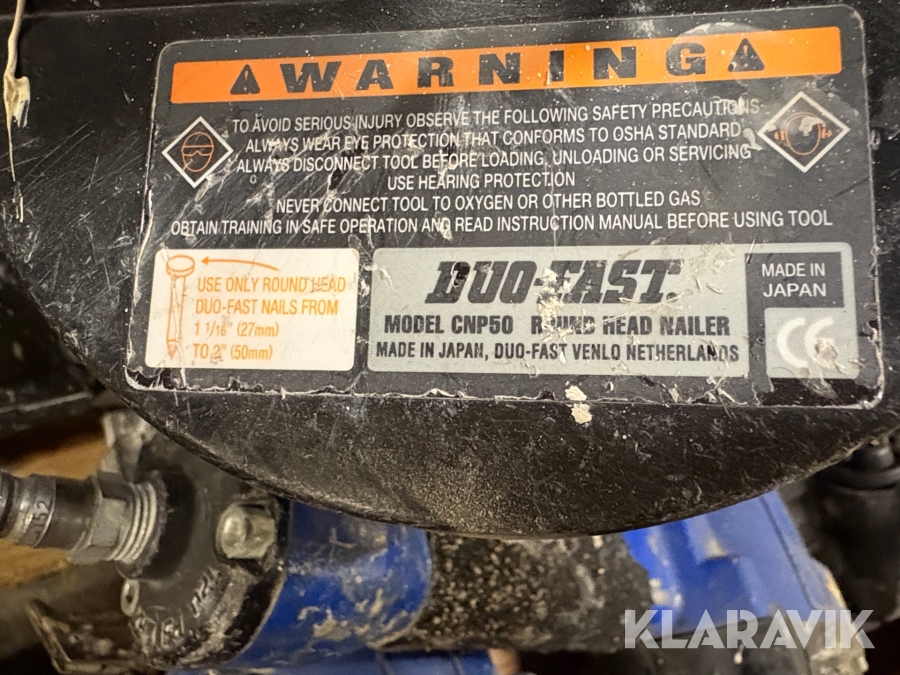 WARNING
TO AVOID SERIOUS INJURY OBSERVE THE FOLLOWING SAFETY PRECAUTIONS:
ALWAYS WEAR EYE PROTECTION THAT CONFORMS TO OSHA STANDARD
ALWAYS DISCONNECT TOOL BEFORE LOADING, UNLOADING OR SERVICING
USE HEARING PROTECTION
NEVER CONNECT TOOL TO OXYGEN OR OTHER BOTTLED GAS
OBTAIN TRAINING IN SAFE OPERATION AND READ INSTRUCTION MANUAL BEFORE USING TOOL
USE ONLY ROUND HEAD
DUO-FAST NAILS FROM
1 1/16" (27mm)
TO 2" (50mm)
DUO-FAST.
MODEL CNP50 ROUND HEAD NAILER
MADE IN JAPAN, DUO-FAST VENLO NETHERLANDS
MADE IN
JAPAN
CE
KLARAVIK